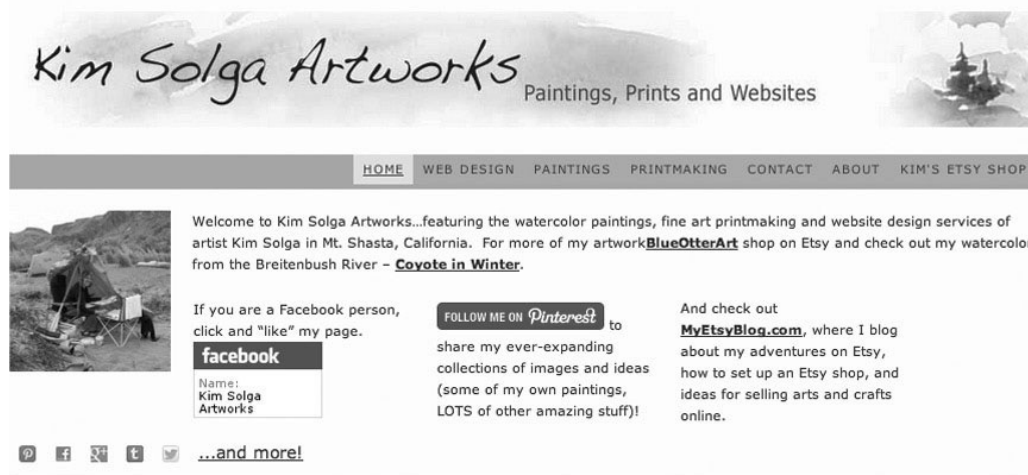 Kim Solga Artworks
Paintings, Prints and Websites
HOME WEB DESIGN PAINTINGS PRINTMAKING CONTACT ABOUT KIM'S ETSY SHOP
Welcome to Kim Solga Artworks…featuring the watercolor paintings, fine art printmaking and website design services of
artist Kim Solga in Mt. Shasta, California.  For more of my artworkBlueOtterArt shop on Etsy and check out my watercolo
from the Breitenbush River – Coyote in Winter.
If you are a Facebook person,
click and “like” my page.
facebook
Name:
Kim Solga
Artworks
FOLLOW ME ON Pinterest to
share my ever-expanding
collections of images and ideas
(some of my own paintings,
LOTS of other amazing stuff)!
And check out
MyEtsyBlog.com, where I blog
about my adventures on Etsy,
how to set up an Etsy shop, and
ideas for selling arts and crafts
online.
...and more!